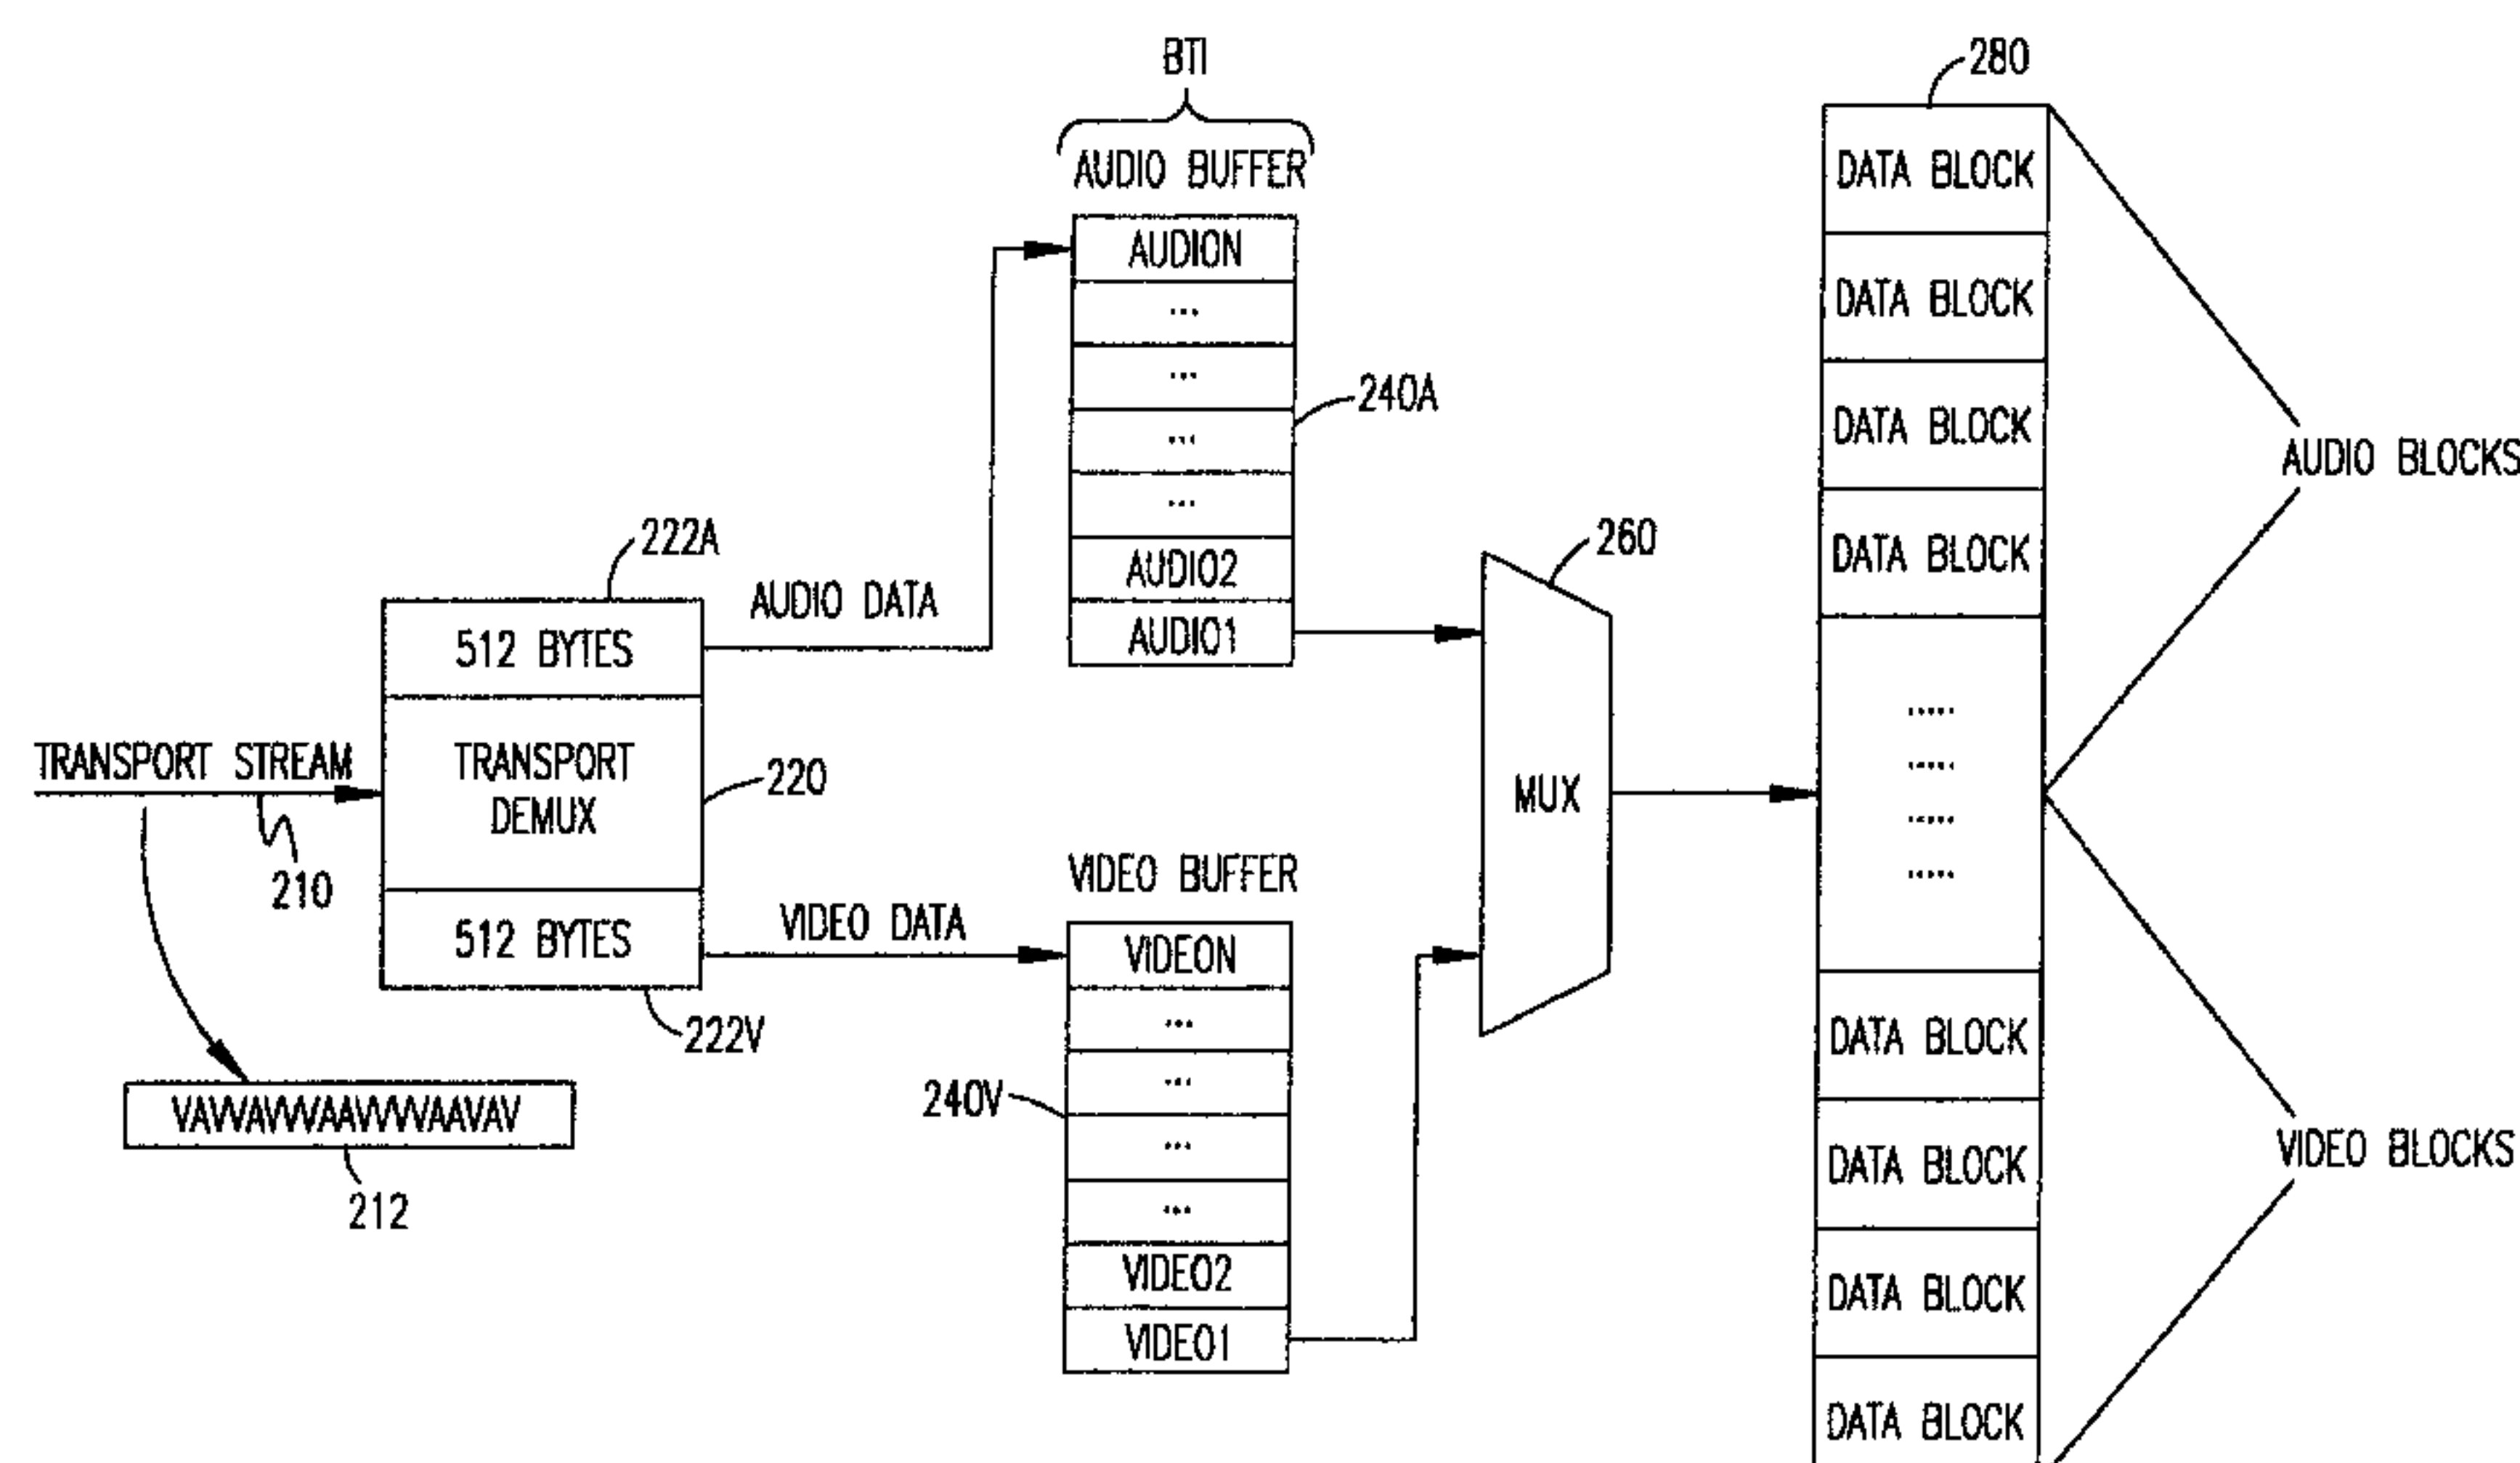 BTI
280
AUDIO BUFFER
DATA BLOCK
AUDION
DATA BLOCK
...
...
240A
DATA BLOCK
...
AUDIO BLOCKS
...
222A
AUDIO2
260
DATA BLOCK
AUDIO DATA
AUDIO1
512 BYTES
.....
TRANSPORT STREAM
TRANSPORT
DEMUX
220
MUX
.....
.....
210
VIDEO BUFFER
.....
512 BYTES
VIDEO DATA
VIDEON
222V
...
DATA BLOCK
240V
...
...
VIDEO BLOCKS
DATA BLOCK
212
...
VIDEO2
DATA BLOCK
VIDEO1
DATA BLOCK